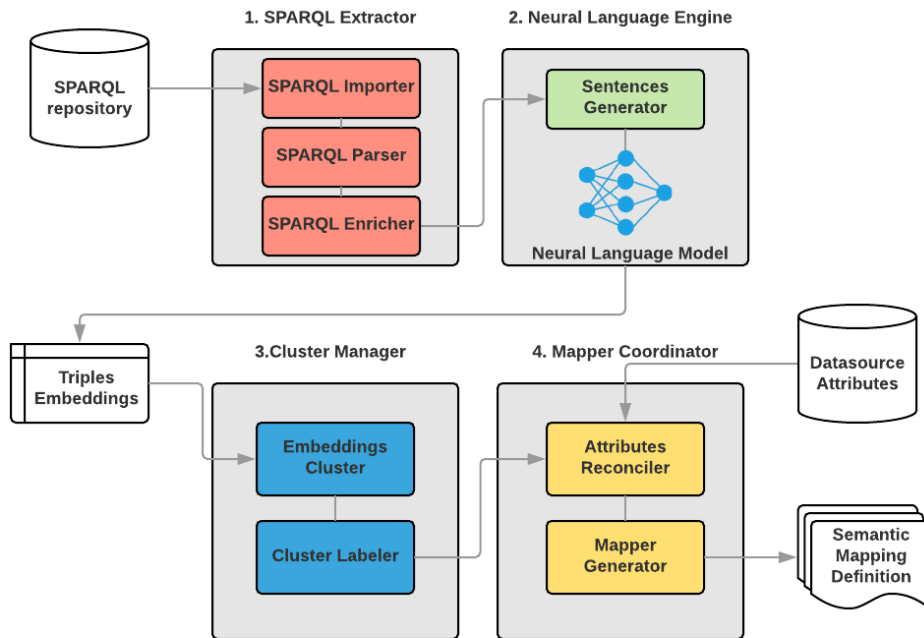 1. SPARQL Extractor
2. Neural Language Engine
SPARQL
repository
SPARQL Importer
SPARQL Parser
SPARQL Enricher
Sentences
Generator
Neural Language Model
Triples
Embeddings
3.Cluster Manager
4. Mapper Coordinator
Datasource
Attributes
Embeddings
Cluster
Cluster Labeler
Attributes
Reconciler
Mapper
Generator
Semantic
Mapping
Definition